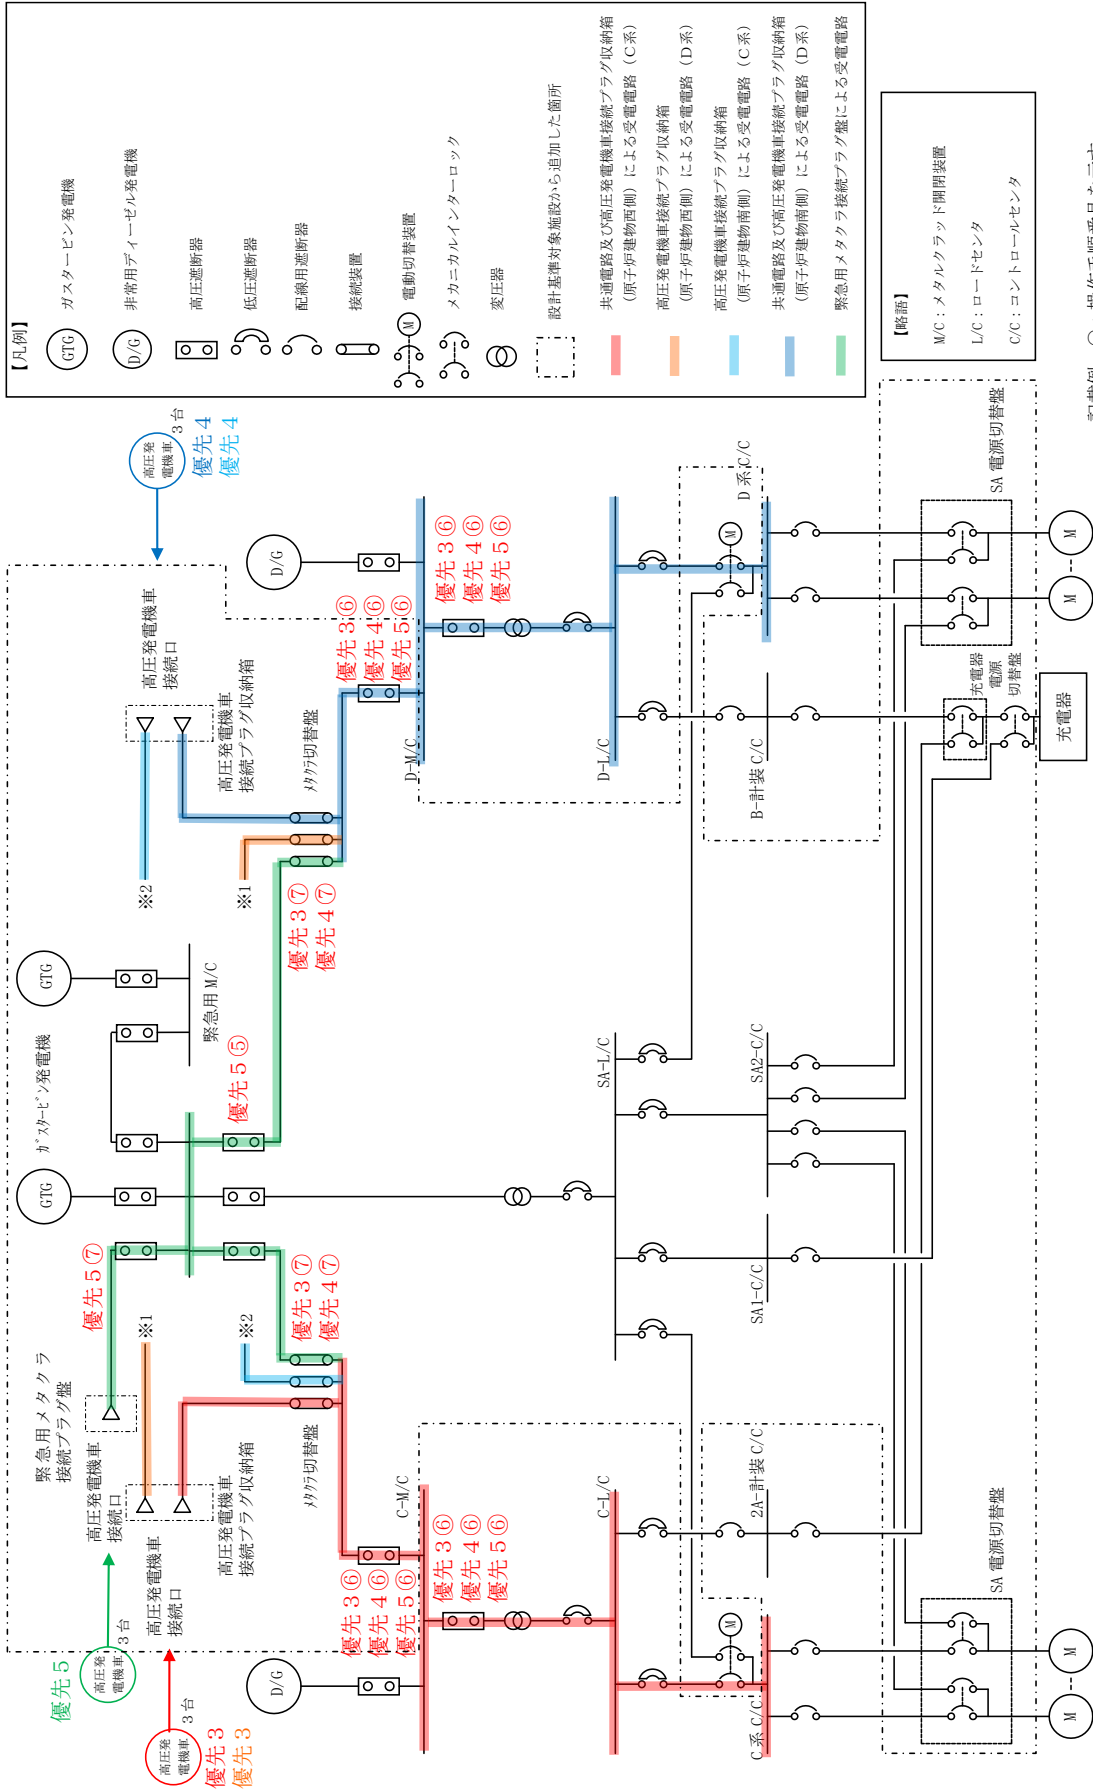 【凡例】
GTG
ガスタービン発電機
D/G
非常用ディーゼル発電機
高圧遮断器
低圧遮断器
配線用遮断器
接続装置
M
電動切替装置
メカニカルインターロック
変圧器
設計基準対象施設から追加した箇所
共通電路及び高圧発電機車接続プラグ収納箱
(原子炉建物西側)による受電電路(C系)
高圧発電機車接続プラグ収納箱
(原子炉建物西側)による受電電路(D系)
高圧発電機車接続プラグ収納箱
(原子炉建物南側)による受電電路(C系)
共通電路及び高圧発電機車接続プラグ収納箱
(原子炉建物南側)による受電電路(D系)
緊急用メタクラ接続プラグ盤による受電電路
【略語】
M/C:メタルクラッド開閉装置
L/C:ロードセンタ
C/C:コントロールセンタ
優先5
高圧発
電機車
3台
高圧発
電機車
3台
優先3
優先3
緊急用メタクラ
接続プラグ盤
高圧発電機車
接続口
高圧発電機車
接続口
高圧発電機車
接続プラグ収納箱
優先5⑦
※1
※2
メタクラ切替盤
優先3⑦
優先4⑦
GTG
ガスタービン発電機
GTG
緊急用M/C
優先5⑤
優先3⑦
優先4⑦
※2
※1
高圧発電機車
接続口
高圧発電機車
接続プラグ収納箱
メタクラ切替盤
高圧発
電機車
3台
優先4
優先4
D/G
優先3⑥
優先4⑥
優先5⑥
C-M/C
優先3⑥
優先4⑥
優先5⑥
D/G
優先3⑥
優先4⑥
優先5⑥
D-M/C
優先3⑥
優先4⑥
優先5⑥
C-L/C
SA-L/C
D-L/C
M
C系C/C
2A-計装C/C
SA1-C/C
SA2-C/C
B-計装C/C
M
D系C/C
SA電源切替盤
充電器
電源
切替盤
SA電源切替盤
M
M
充電器
M
M